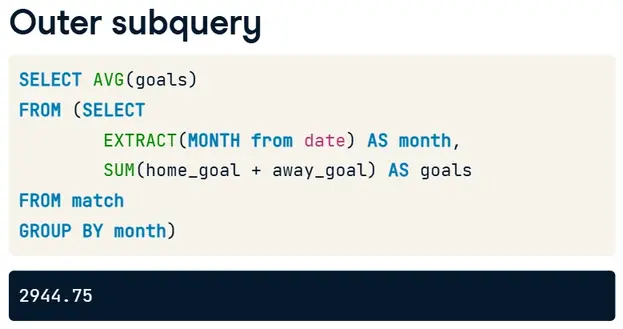 Outer subquery
SELECT AVG(goals)
FROM (SELECT
EXTRACT(MONTH from date) AS month,
SUM(home_goal + away_goal) AS goals
FROM match
GROUP BY month)
2944.75